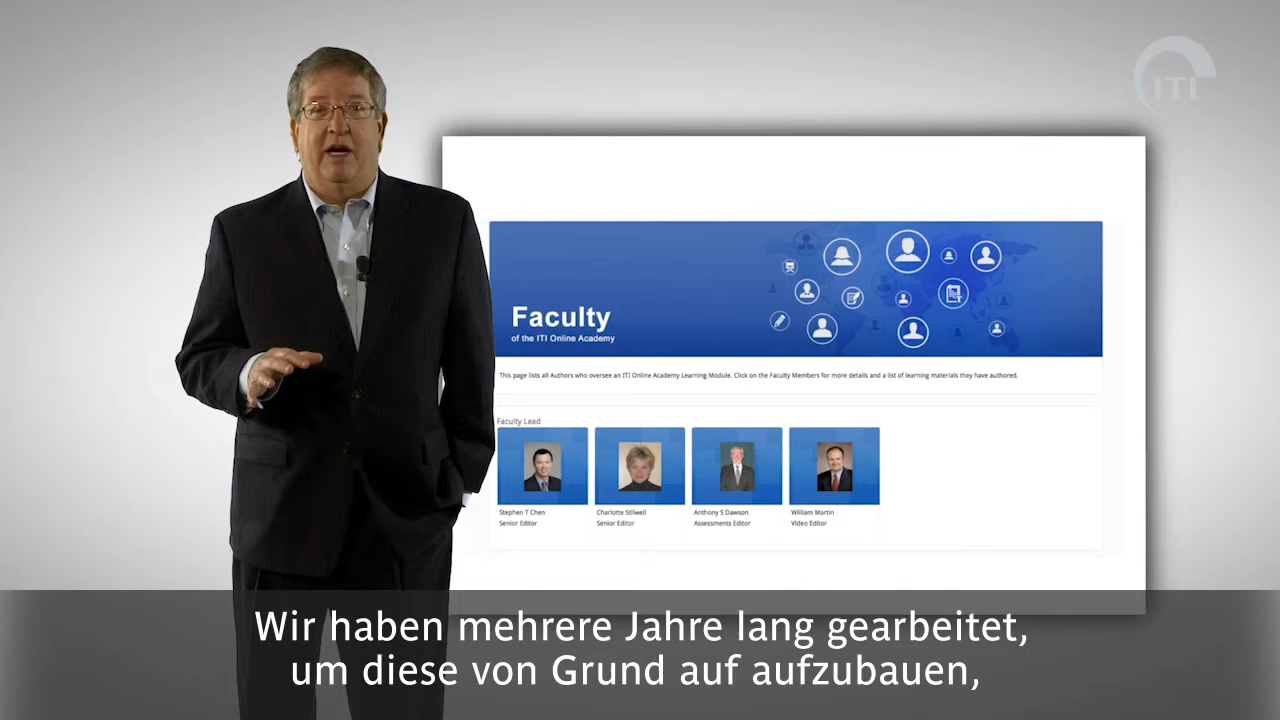 ITI
Faculty
of the ITI Online Academy
This page lists all Authors who oversee an ITI Online Academy Learning Module. Click on the Faculty Members for more details and a list of learning materials they have authored.
Faculty Lead
Stephen T Chen
Senior Editor
Charlotte Stilwell
Senior Editor
Anthony S Dawson
Assessments Editor
William Martin
Video Editor
Wir haben mehrere Jahre lang gearbeitet,
um diese von Grund auf aufzubauen,